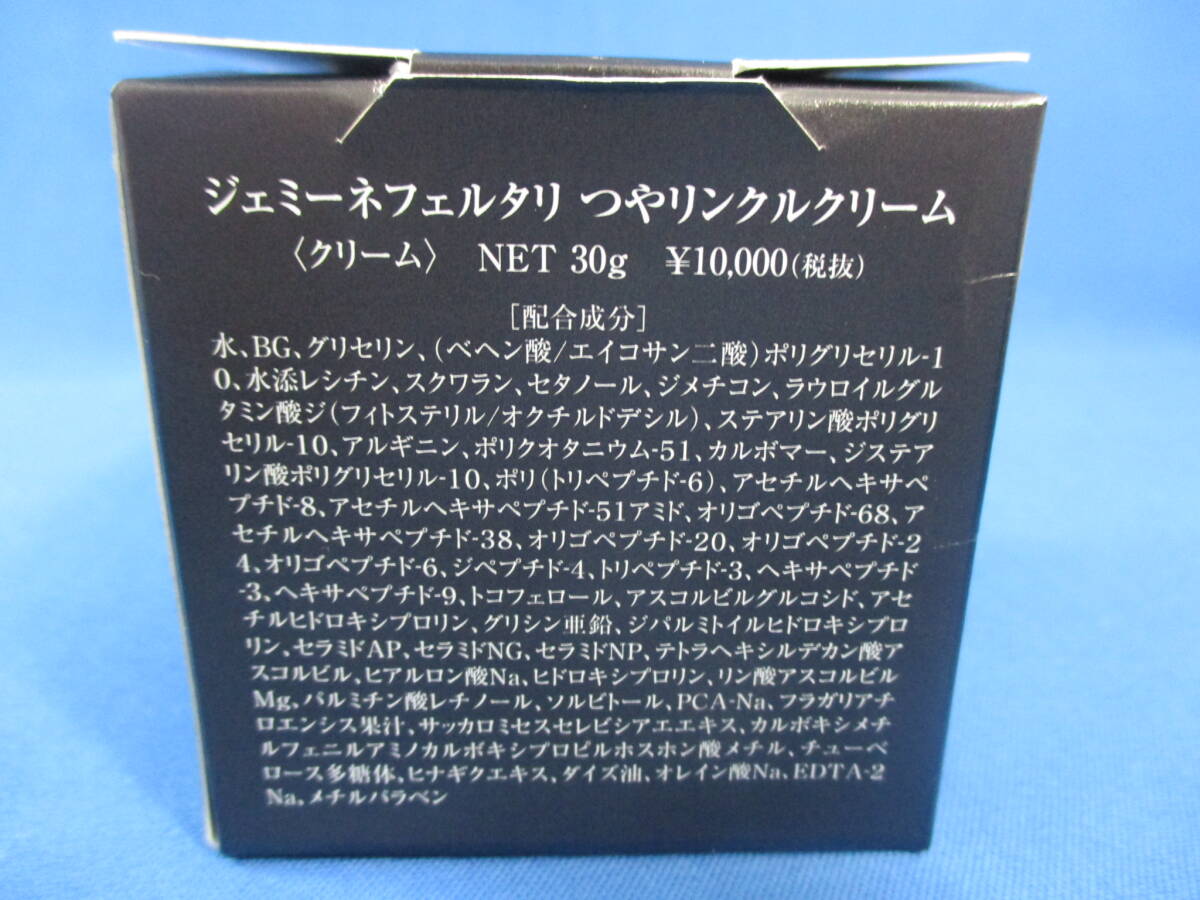 ジェミーネフェルタリ つやリンクルクリーム
〈クリーム〉 NET 30g ¥10,000(税抜)
[配合成分]
水、BG、グリセリン、(ベヘン酸/エイコサン二酸)ポリグリセリル-1
0、水添レシチン、スクワラン、セタノール、ジメチコン、ラウロイルグル
タミン酸ジ(フィトステリル/オクチルドデシル)、ステアリン酸ポリグリ
セリル-10、アルギニン、ポリクオタニウム-51、カルボマー、ジステア
リン酸ポリグリセリル-10、ポリ(トリペプチド-6)、アセチルヘキサペ
プチド-8、アセチルヘキサペプチド-51アミド、オリゴペプチド-68、ア
セチルヘキサペプチド-38、オリゴペプチド-20、オリゴペプチド-2
4、オリゴペプチド-6、ジペプチド-4、トリペプチド-3、ヘキサペプチド
-3、ヘキサペプチド-9、トコフェロール、アスコルビルグルコシド、アセ
チルヒドロキシプロリン、グリシン亜鉛、ジパルミトイルヒドロキシプロ
リン、セラミドAP、セラミドNG、セラミドNP、テトラヘキシルデカン酸ア
スコルビル、ヒアルロン酸Na、ヒドロキシプロリン、リン酸アスコルビル
Mg、パルミチン酸レチノール、ソルビトール、PCA-Na、フラガリアチ
ロエンシス果汁、サッカロミセスセレビシアエエキス、カルボキシメチ
ルフェニルアミノカルボキシプロピルホスホン酸メチル、チューベ
ロース多糖体、ヒナギクエキス、ダイズ油、オレイン酸Na、EDTA-2
Na、メチルパラベン